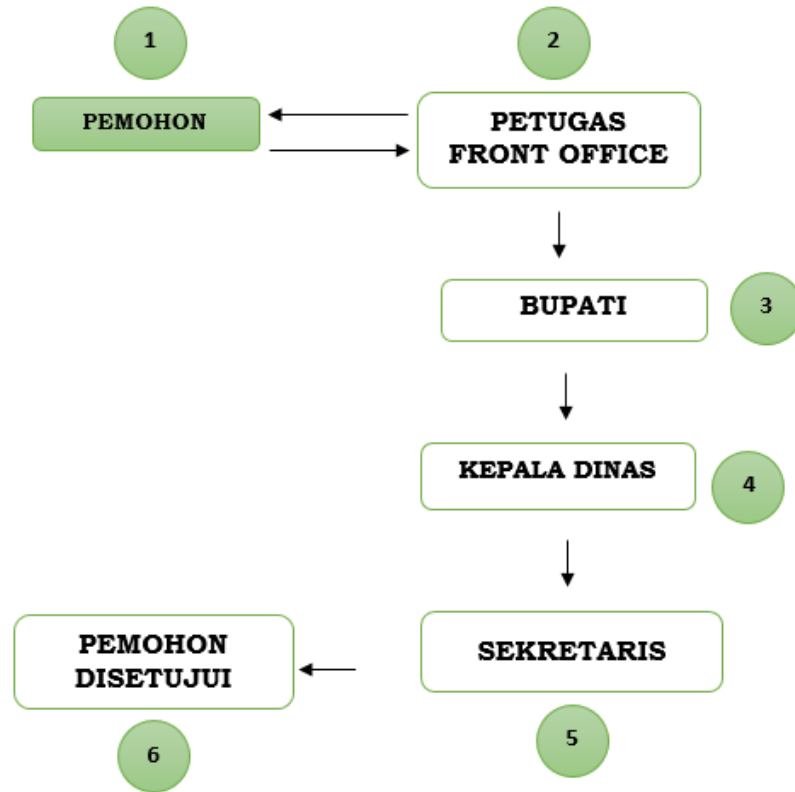 1
2
PEMOHON
PETUGAS
FRONT OFFICE
BUPATI
3
KEPALA DINAS
4
SEKRETARIS
5
PEMOHON
DISETUJUI
6